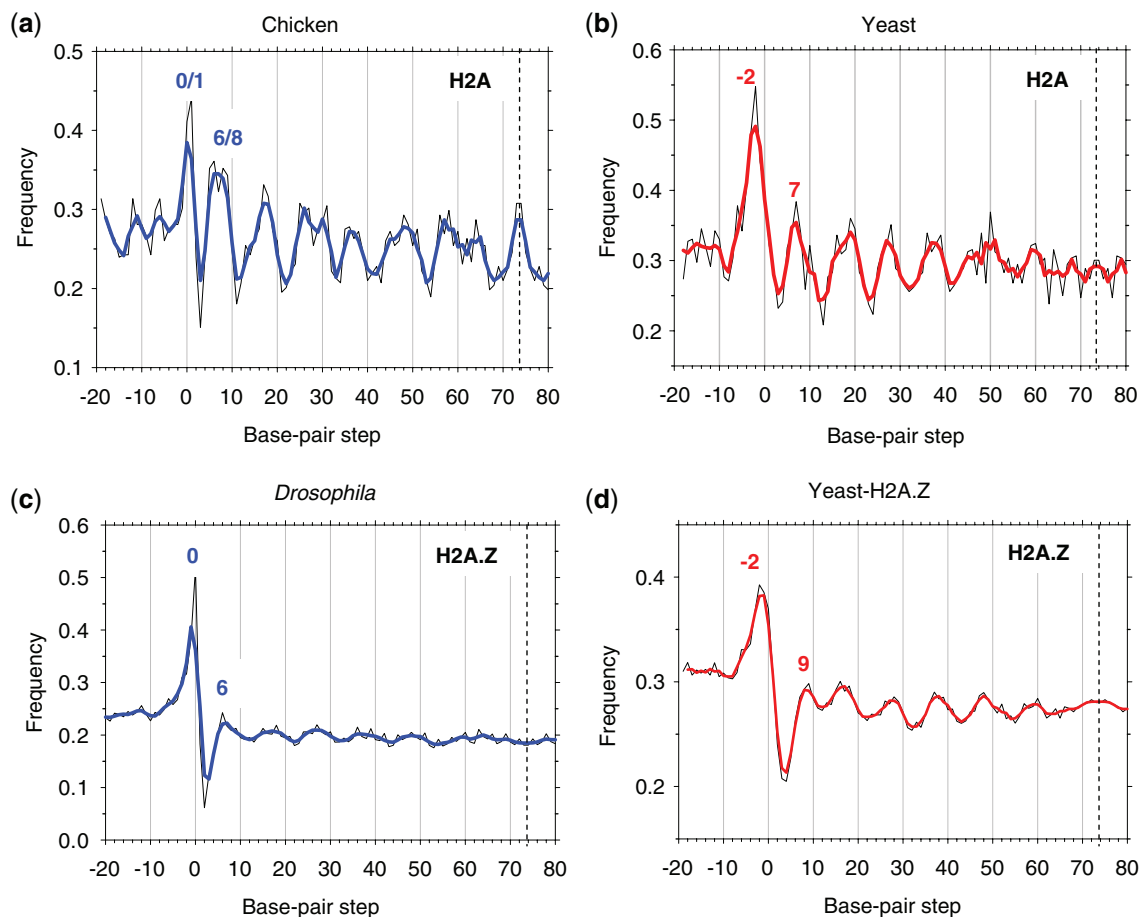 (a) Chicken
0.5
0.4
0.3
0.2
0.1
Frequency
0/1
6/8
H2A
-20 -10 0 10 20 30 40 50 60 70 80
Base-pair step
(b) Yeast
0.6
0.5
0.4
0.3
0.2
Frequency
-2
7
H2A
-20 -10 0 10 20 30 40 50 60 70 80
Base-pair step
(c) Drosophila
0.6
0.5
0.4
0.3
0.2
0.1
0.0
Frequency
0
6
H2A.Z
-20 -10 0 10 20 30 40 50 60 70 80
Base-pair step
(d) Yeast-H2A.Z
0.4
0.3
0.2
Frequency
-2
9
H2A.Z
-20 -10 0 10 20 30 40 50 60 70 80
Base-pair step